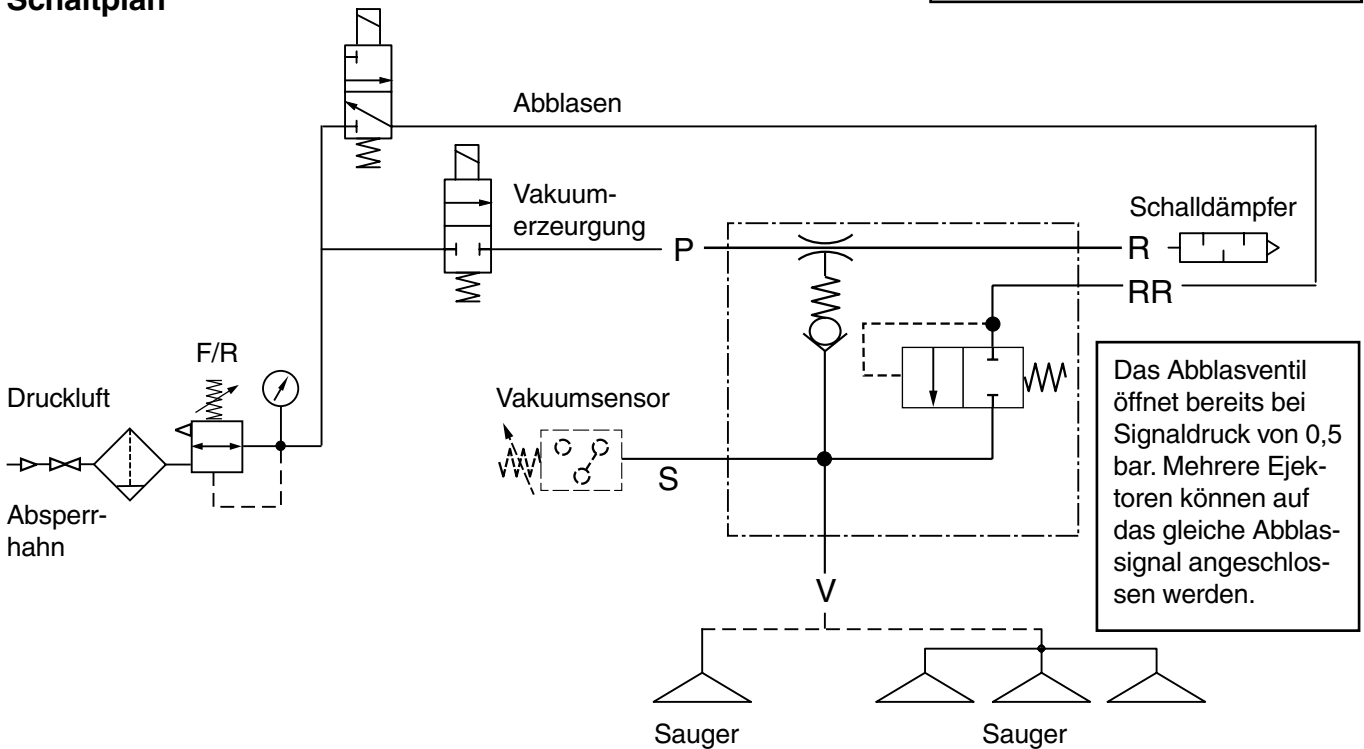 Schaltplan
Abblasen
Vakuum-
erzeurgung
P
Schalldämpfer
R
RR
F/R
Druckluft
Absperr-
hahn
Vakuumsensor
S
Das Abblasventil
öffnet bereits bei
Signaldruck von 0,5
bar. Mehrere Ejek-
toren können auf
das gleiche Abblas-
signal angeschlos-
sen werden.
V
Sauger
Sauger